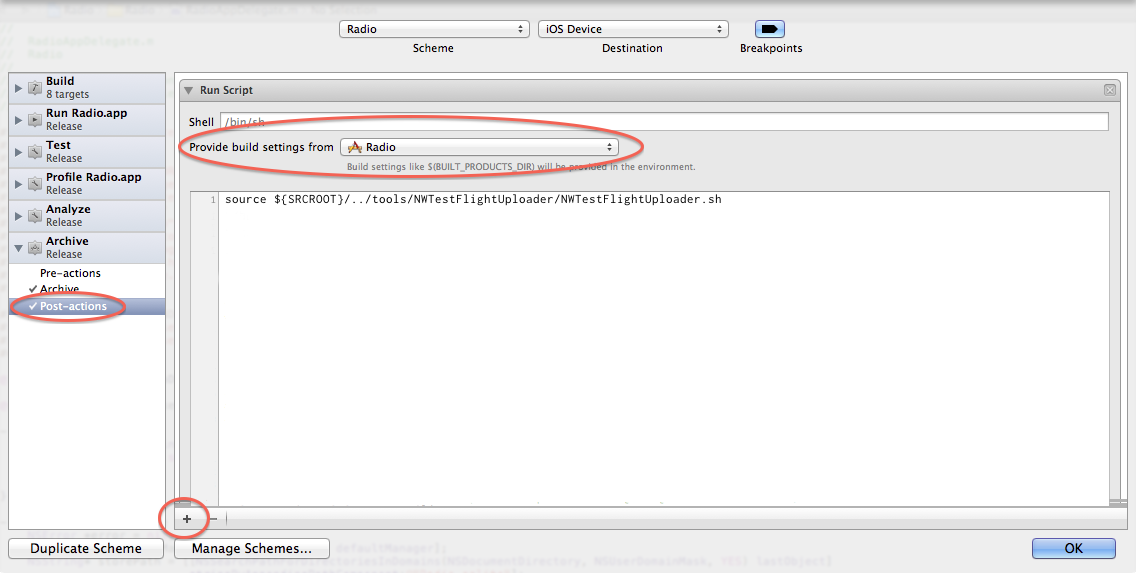 Radio
iOS Device
Scheme
Destination
Breakpoints
Build
8 targets
Run Radio.app
Release
Test
Release
Profile Radio.app
Release
Analyze
Release
Archive
Release
Pre-actions
Archive
Post-actions
Run Script
Shell /bin/sh
Provide build settings from Radio
Build settings like $(BUILT_PRODUCTS_DIR) will be provided in the environment.
1 source ${SRCROOT}/../tools/NWTestFlightUploader/NWTestFlightUploader.sh
+ −
Duplicate Scheme
Manage Schemes...
OK